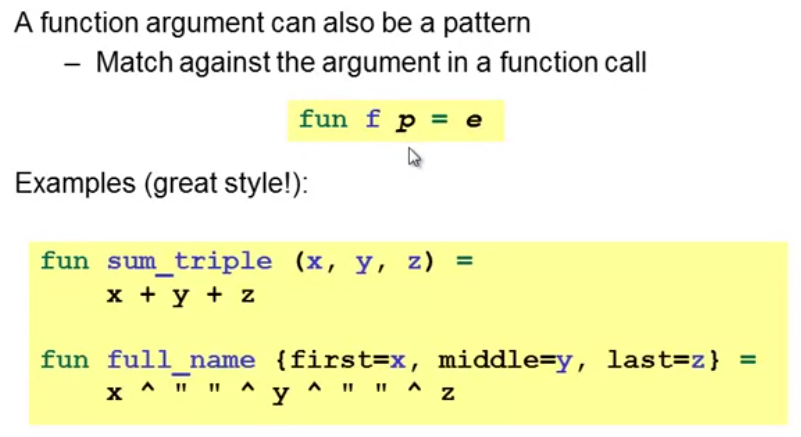 A function argument can also be a pattern
– Match against the argument in a function call
fun f p = e
Examples (great style!):
fun sum_triple (x, y, z) =
x + y + z
fun full_name {first=x, middle=y, last=z} =
x ^ " " ^ y ^ " " ^ z